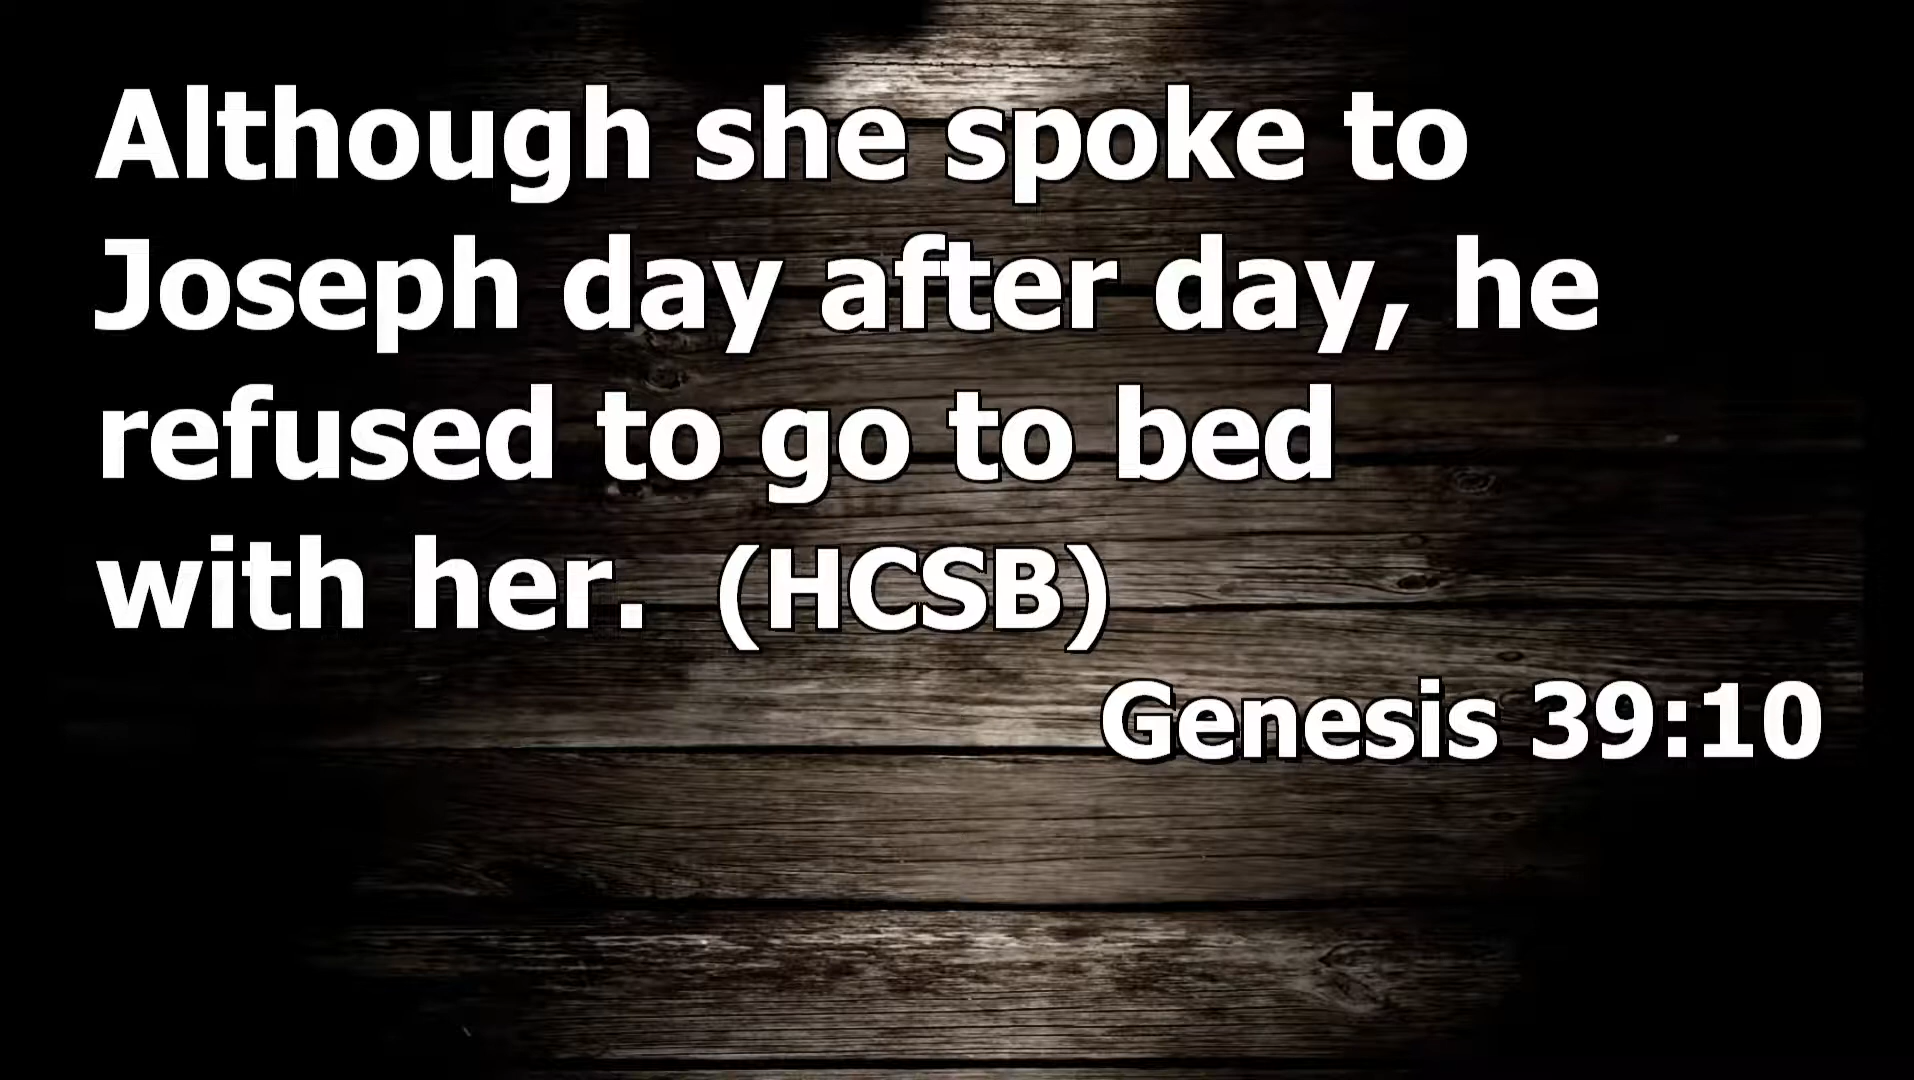 Although she spoke to
Joseph day after day, he
refused to go to bed
with her. (HCSB)
Genesis 39:10